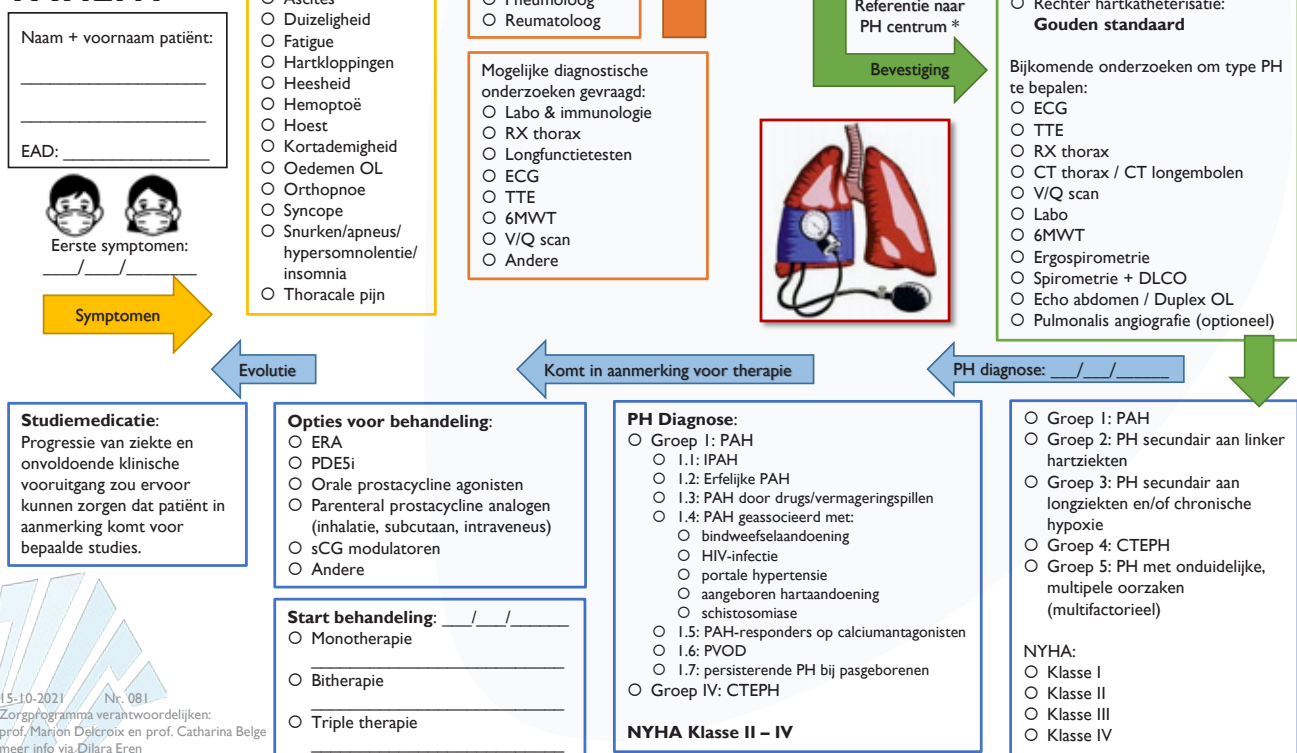 Naam + voornaam patiënt:
EAD: ________________
Eerste symptomen:
____/____/________
Symptomen
Ascites
Duizeligheid
Fatigue
Hartkloppingen
Heesheid
Hemoptoë
Hoest
Kortademigheid
Oedemen OL
Orthopnoe
Syncope
Snurken/apneus/
hypersomnolentie/
insomnia
Thoracale pijn
Pneumoloog
Reumatoloog
Mogelijke diagnostische
onderzoeken gevraagd:
Labo & immunologie
RX thorax
Longfunctietesten
ECG
TTE
6MWT
V/Q scan
Andere
Referentie naar
PH centrum *
Bevestiging
Rechter hartkatheterisatie:
Gouden standaard
Bijkomende onderzoeken om type PH
te bepalen:
ECG
TTE
RX thorax
CT thorax / CT longembolen
V/Q scan
Labo
6MWT
Ergospirometrie
Spirometrie + DLCO
Echo abdomen / Duplex OL
Pulmonalis angiografie (optioneel)
PH diagnose: ___/___/______
Komt in aanmerking voor therapie
Evolutie
Groep 1: PAH
Groep 2: PH secundair aan linker
hartziekten
Groep 3: PH secundair aan
longziekten en/of chronische
hypoxie
Groep 4: CTEPH
Groep 5: PH met onduidelijke,
multipele oorzaken
(multifactorieel)
NYHA:
Klasse I
Klasse II
Klasse III
Klasse IV
PH Diagnose:
Groep 1: PAH
1.1: IPAH
1.2: Erfelijke PAH
1.3: PAH door drugs/vermageringspillen
1.4: PAH geassocieerd met:
bindweefselaandoening
HIV-infectie
portale hypertensie
aangeboren hartaandoening
schistosomiase
1.5: PAH-responders op calciumantagonisten
1.6: PVOD
1.7: persisterende PH bij pasgeborenen
Groep IV: CTEPH
NYHA Klasse II – IV
Opties voor behandeling:
ERA
PDE5i
Orale prostacycline agonisten
Parenteral prostacycline analogen
(inhalatie, subcutaan, intraveneus)
sCG modulatoren
Andere
Start behandeling: ___/___/______
Monotherapie
Bitherapie
Triple therapie
Studiemedicatie:
Progressie van ziekte en
onvoldoende klinische
vooruitgang zou ervoor
kunnen zorgen dat patiënt in
aanmerking komt voor
bepaalde studies.
15-10-2021 Nr. 081
Zorgprogramma verantwoordelijken:
prof. Marion Delcroix en prof. Catharina Belge
meer info via Dilara Eren